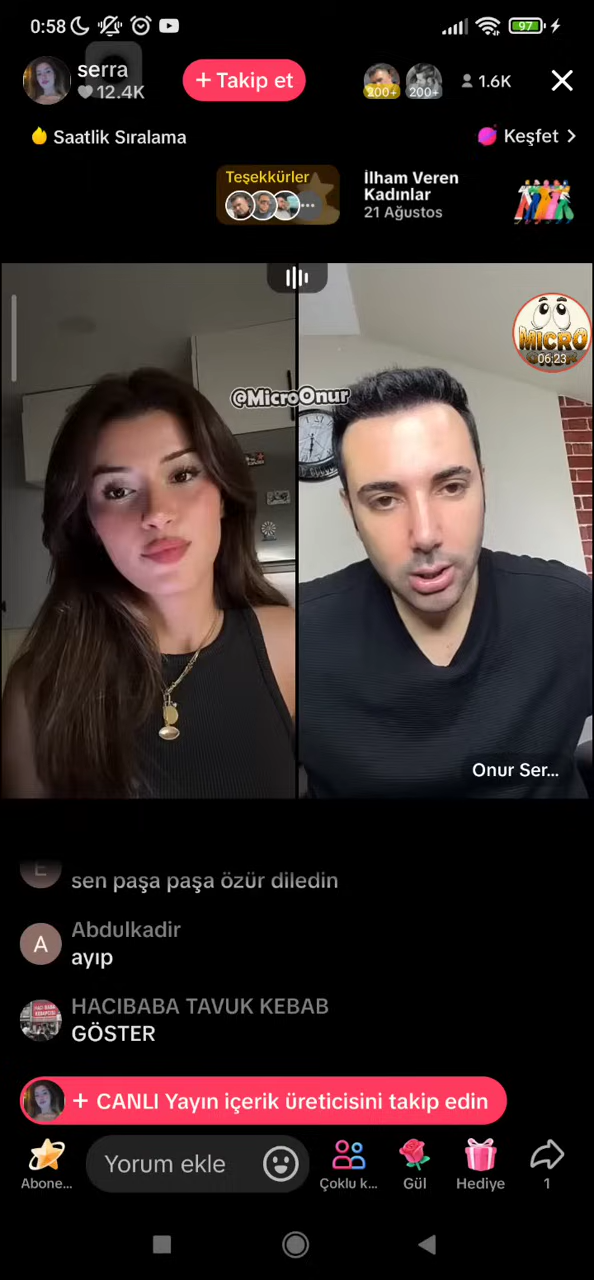 0:58
97
serra
12.4K
+ Takip et
200+
200+
1.6K
Saatlik Sıralama
Keşfet
Teşekkürler
İlham Veren
Kadınlar
21 Ağustos
MICRO
06:23
@MicroOnur
Onur Ser...
E
sen paşa paşa özür diledin
A
Abdulkadir
ayıp
HACIBABA TAVUK KEBAB
GÖSTER
+ CANLI Yayın içerik üreticisini takip edin
Yorum ekle
Abone...
Çoklu k...
Gül
Hediye
1